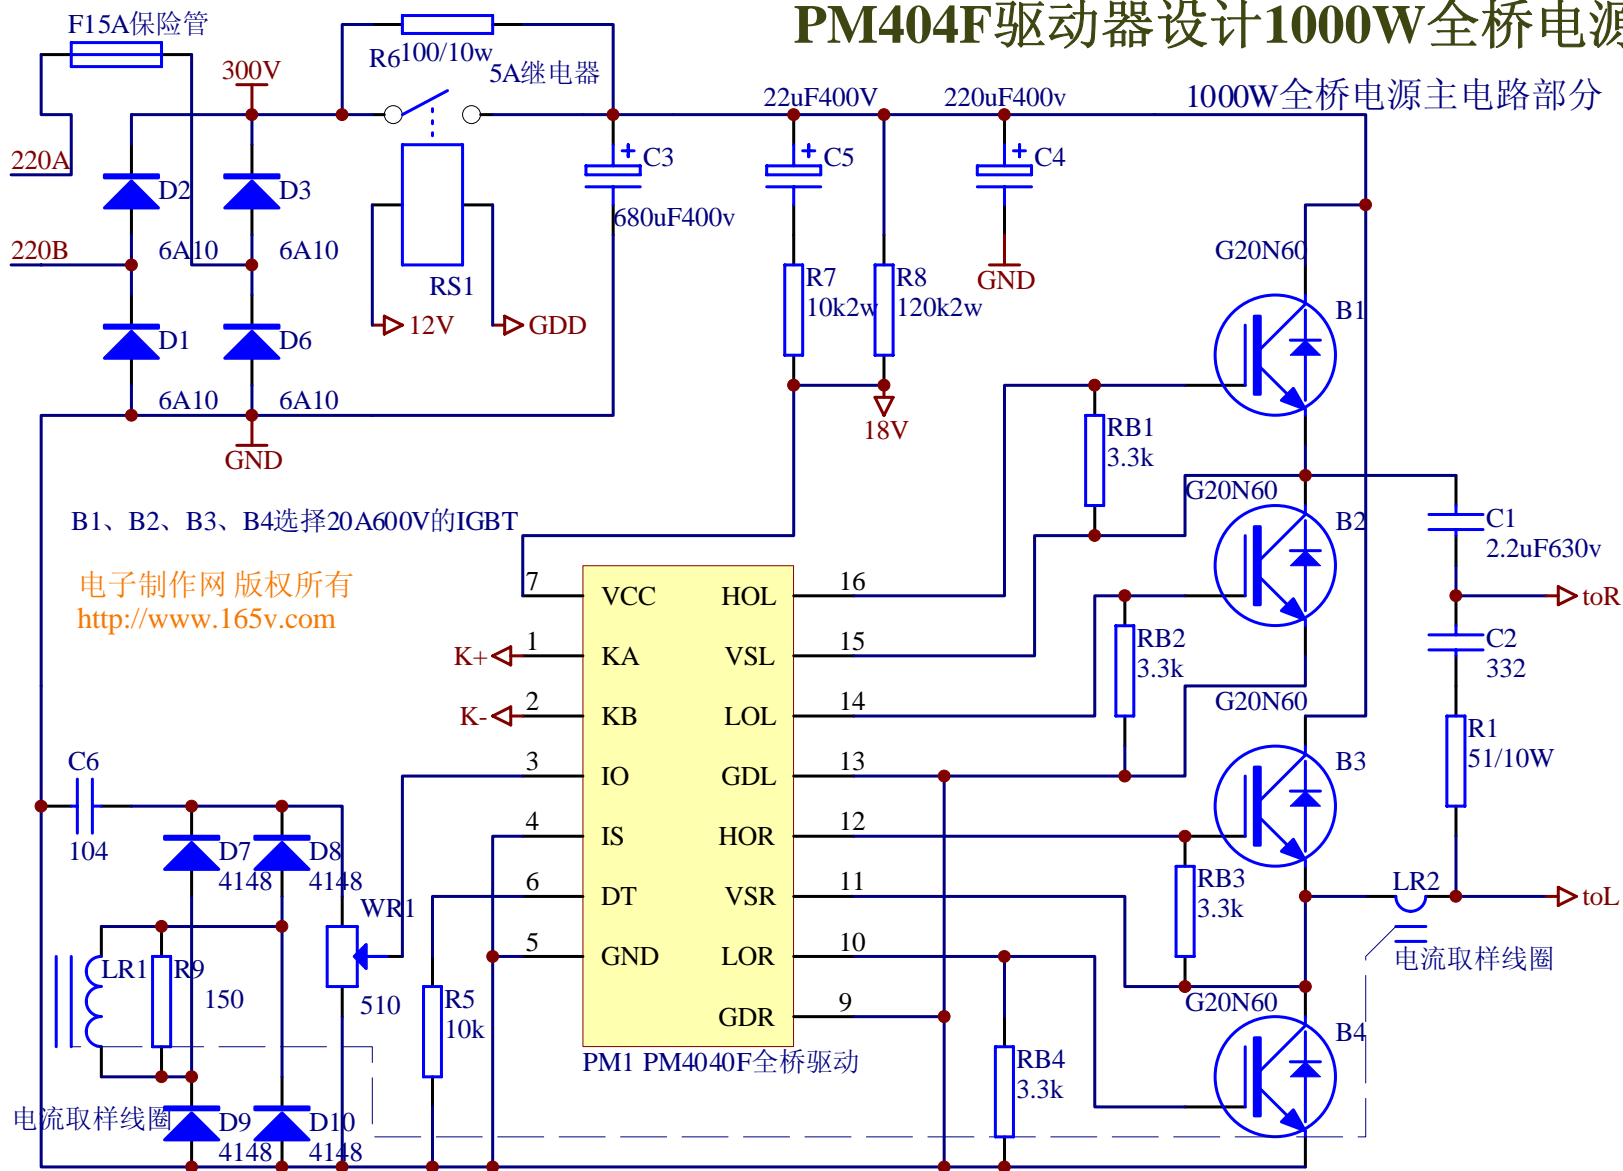 PM404F驱动器设计1000W全桥电源
F15A保险管
R6 100/10w
5A继电器
300V
22uF400V
220uF400v
1000W全桥电源主电路部分
220A
D2
D3
C3
C5
C4
680uF400v
220B
6A10
6A10
G20N60
RS1
R7
10k2w
R8
120k2w
GND
12V
GDD
B1
D1
D6
6A10
6A10
18V
RB1
3.3k
GND
G20N60
B1、B2、B3、B4选择20A600V的IGBT
B2
C1
2.2uF630v
电子制作网 版权所有
http://www.165v.com
7
VCC
HOL
16
toR
K+
1
KA
VSL
15
RB2
3.3k
C2
332
K-
2
KB
LOL
14
G20N60
R1
51/10W
C6
104
3
IO
GDL
13
B3
4
IS
HOR
12
D7
4148
D8
4148
6
DT
VSR
11
RB3
3.3k
LR2
toL
WR1
510
5
GND
LOR
10
电流取样线圈
LR1
R9
150
R5
10k
GDR
9
G20N60
B4
PM1 PM4040F全桥驱动
RB4
3.3k
电流取样线圈
D9
4148
D10
4148